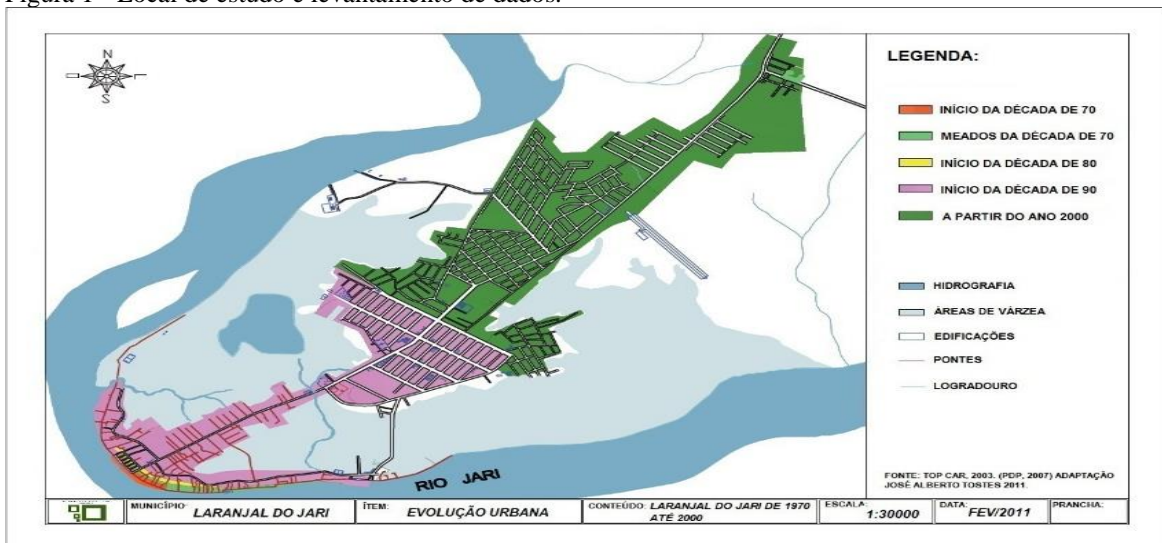 Figura 1 - Local de estudo e levantamento de dados.
N
S
L
LEGENDA:
INÍCIO DA DÉCADA DE 70
MEADOS DA DÉCADA DE 70
INÍCIO DA DÉCADA DE 80
INÍCIO DA DÉCADA DE 90
A PARTIR DO ANO 2000
HIDROGRAFIA
ÁREAS DE VÁRZEA
EDIFICAÇÕES
PONTES
LOGRADOURO
RIO JARI
FONTE: TOP CAR, 2003. (PDP, 2007) ADAPTAÇÃO
JOSÉ ALBERTO TOSTES 2011.
MUNICÍPIO: LARANJAL DO JARI
ÍTEM: EVOLUÇÃO URBANA
CONTEÚDO: LARANJAL DO JARI DE 1970
ATÉ 2000
ESCALA: 1:30000
DATA: FEV/2011
PRANCHA: